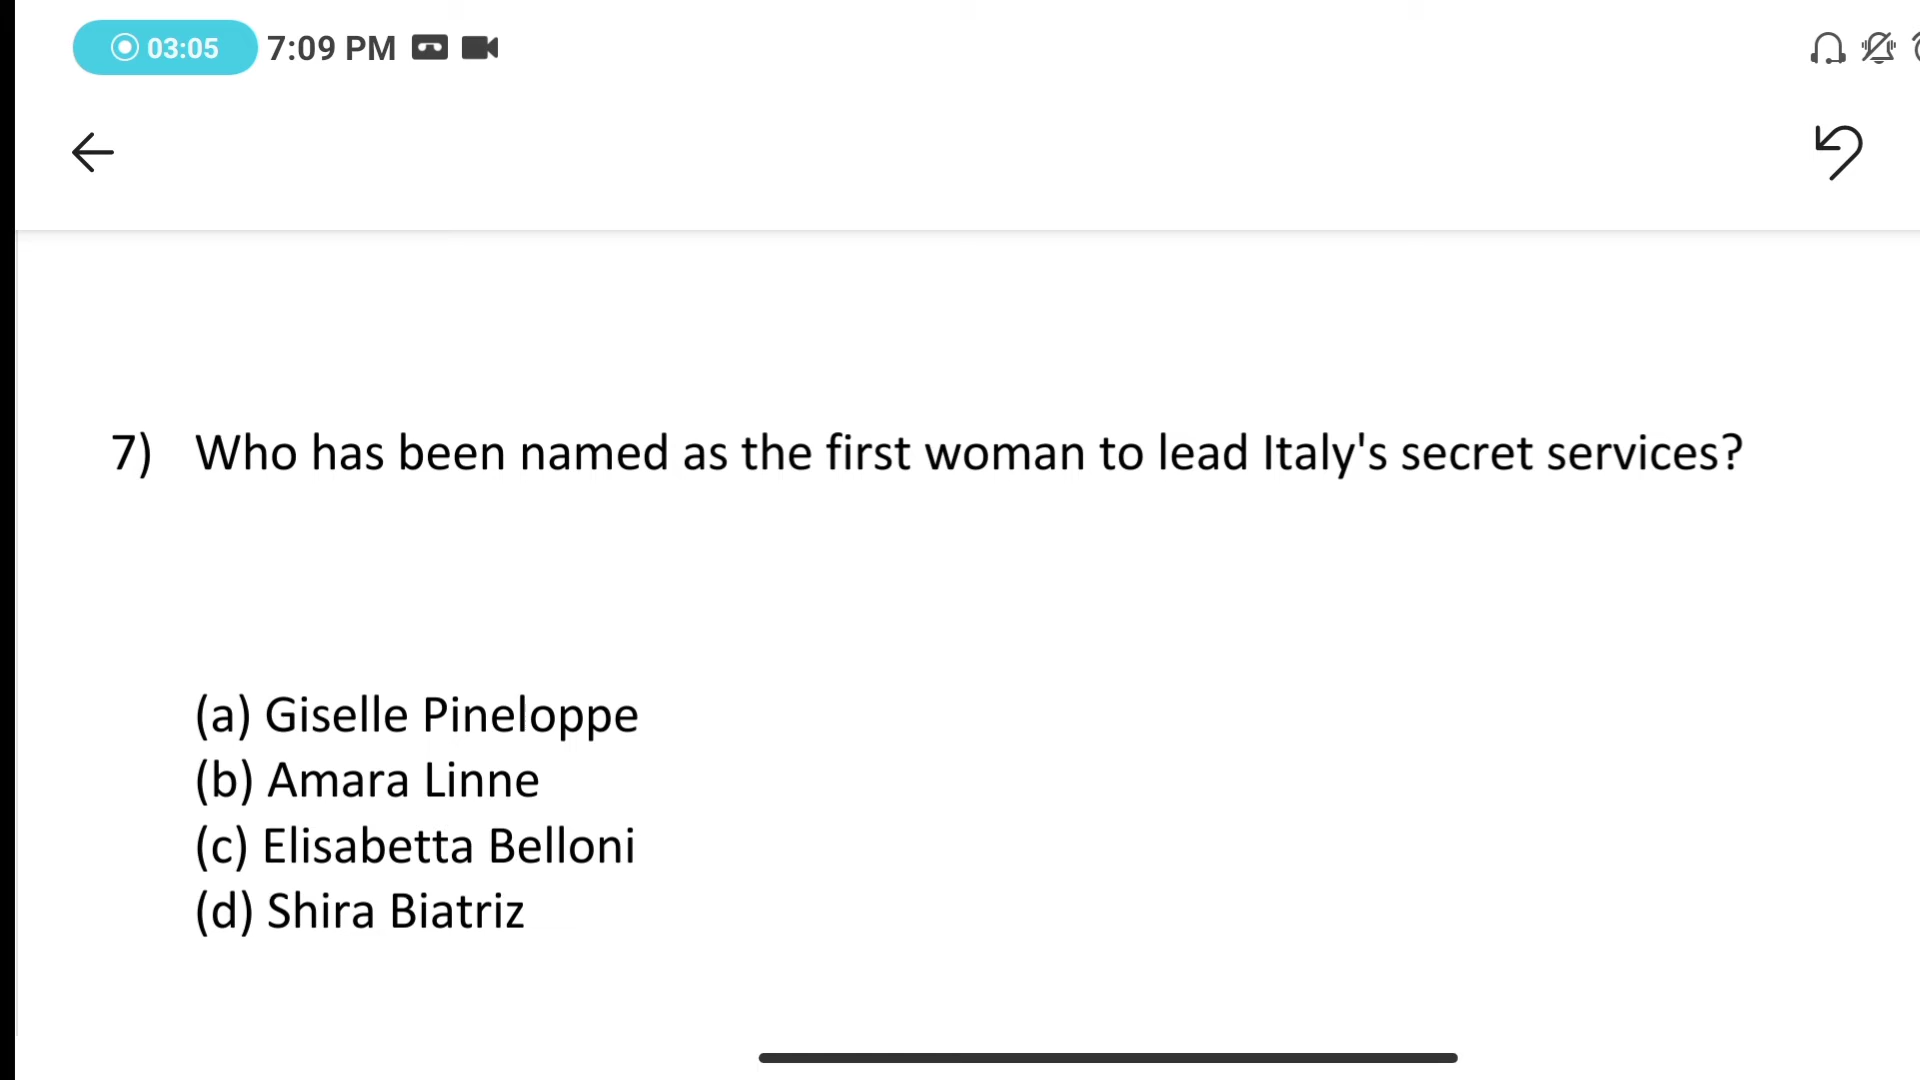 03:05 7:09 PM
7) Who has been named as the first woman to lead Italy's secret services?
(a) Giselle Pineloppe
(b) Amara Linne
(c) Elisabetta Belloni
(d) Shira Biatriz